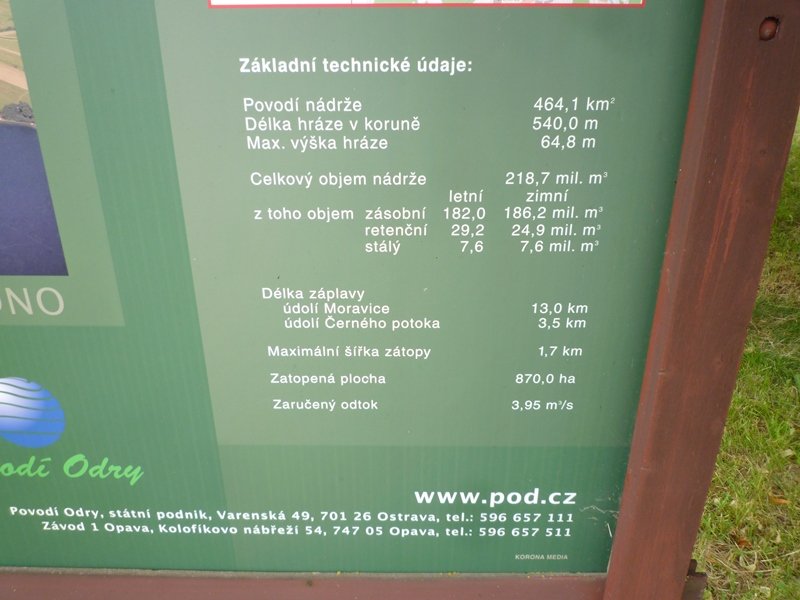 Základní technické údaje:
Povodí nádrže 464,1 km²
Délka hráze v koruně 540,0 m
Max. výška hráze 64,8 m
Celkový objem nádrže 218,7 mil. m³
letní zimní
z toho objem zásobní 182,0 186,2 mil. m³
retenční 29,2 24,9 mil. m³
stálý 7,6 7,6 mil. m³
Délka záplavy
údolí Moravice 13,0 km
údolí Černého potoka 3,5 km
Maximální šířka zátopy 1,7 km
Zatopená plocha 870,0 ha
Zaručený odtok 3,95 m³/s
Odry
www.pod.cz
Povodí Odry, státní podnik, Varenská 49, 701 26 Ostrava, tel.: 596 657 111
Závod 1 Opava, Kolofíkovo nábřeží 54, 747 05 Opava, tel.: 596 657 511
KORONA MEDIA